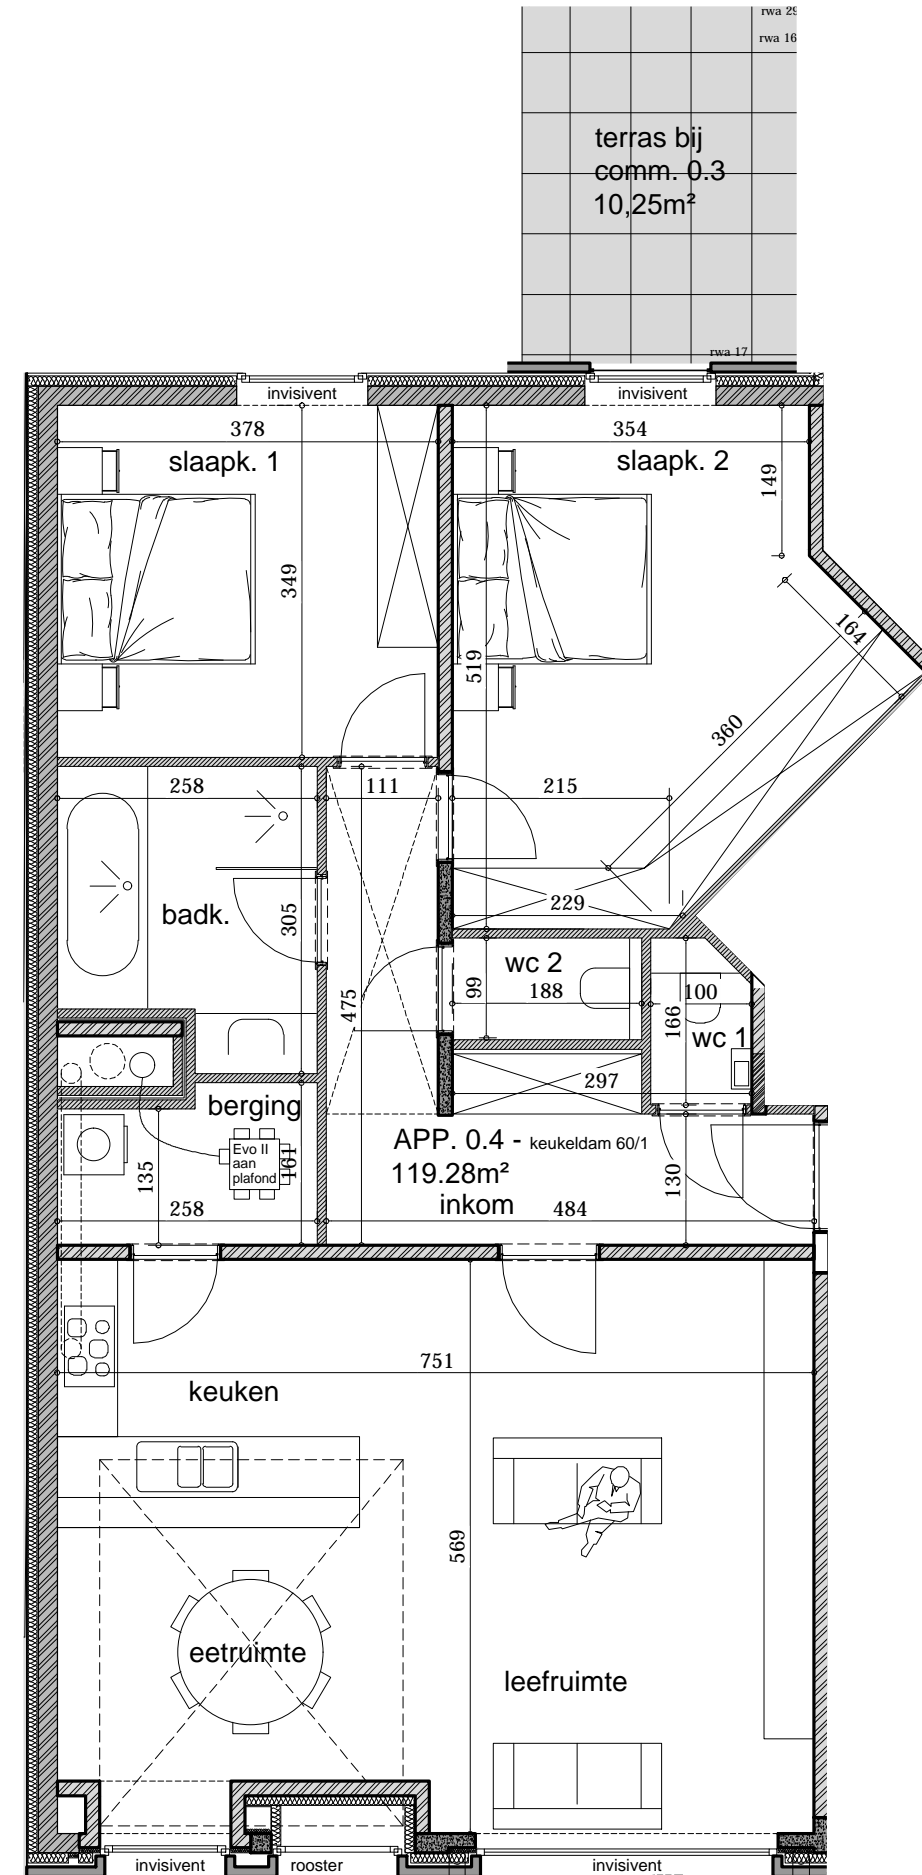 rwa 29
rwa 16
terras bij
comm. 0.3
10,25m²
rwa 17
invisivent
invisivent
378
354
slaapk. 1
slaapk. 2
149
349
164
519
360
258
111
215
305
229
badk.
475
wc 2
99
188
100
166
wc 1
297
berging
APP. 0.4 - keukeldam 60/1
Evo II
aan
plafond
161
135
119.28m²
130
inkom
258
484
751
keuken
569
eetruimte
leefruimte
invisivent
rooster
invisivent